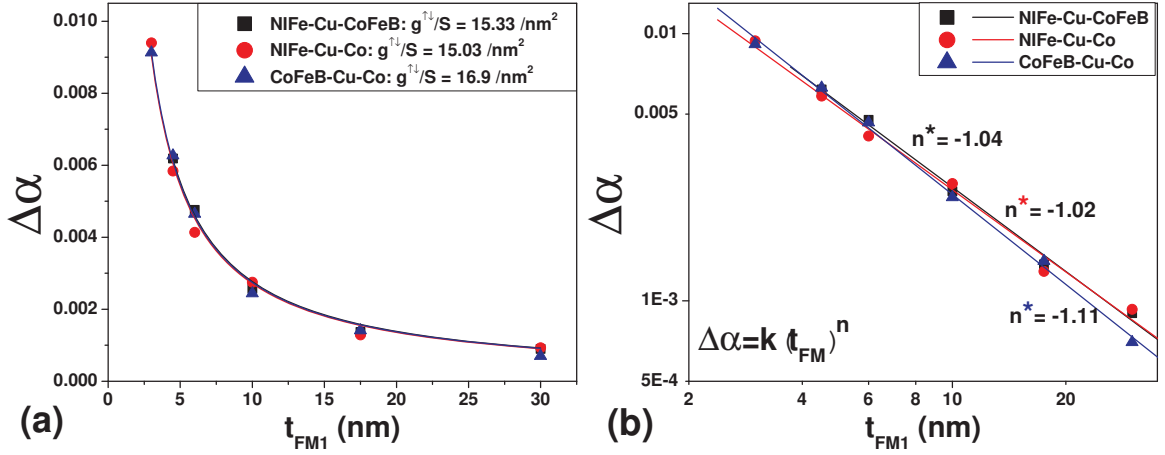 0.010
0.008
0.006
0.004
0.002
0.000
Δα
NIFe-Cu-CoFeB: g↑↓/S = 15.33 /nm²
NIFe-Cu-Co: g↑↓/S = 15.03 /nm²
CoFeB-Cu-Co: g↑↓/S = 16.9 /nm²
0 5 10 15 20 25 30
(a)
t_FM1 (nm)
0.01
0.005
1E-3
5E-4
Δα
NIFe-Cu-CoFeB
NIFe-Cu-Co
CoFeB-Cu-Co
n*= -1.04
n*= -1.02
n*= -1.11
Δα=k (t_FM)^n
2 4 6 8 10 20
(b)
t_FM1 (nm)